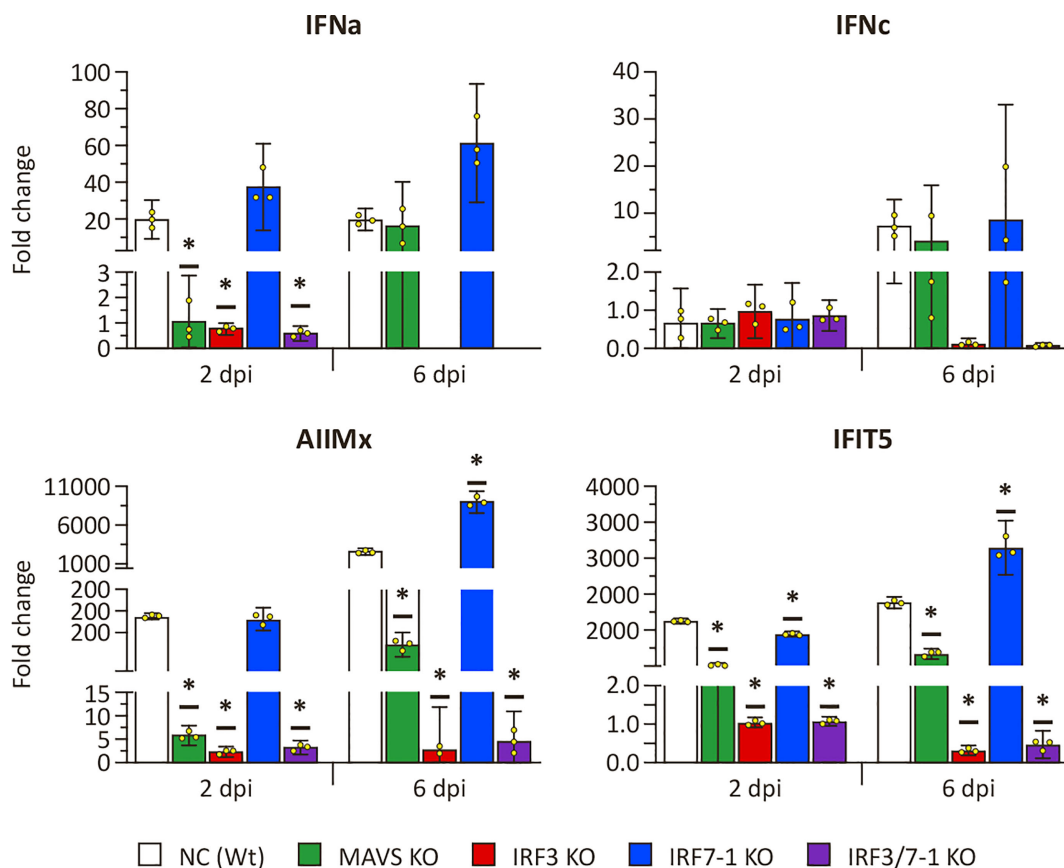 IFNa
IFNc
Fold change
100
80
60
40
20
3
2
1
0
* * *
2 dpi
6 dpi
40
30
20
10
0
2.0
1.0
0.0
2 dpi
6 dpi
AIIMx
IFIT5
Fold change
11000
6000
1000
200
200
200
15
10
5
0
* * * * * * *
2 dpi
6 dpi
4000
3000
3000
2000
2000
2.0
1.0
0.0
* * * * * * * *
2 dpi
6 dpi
NC (Wt) MAVS KO IRF3 KO IRF7-1 KO IRF3/7-1 KO